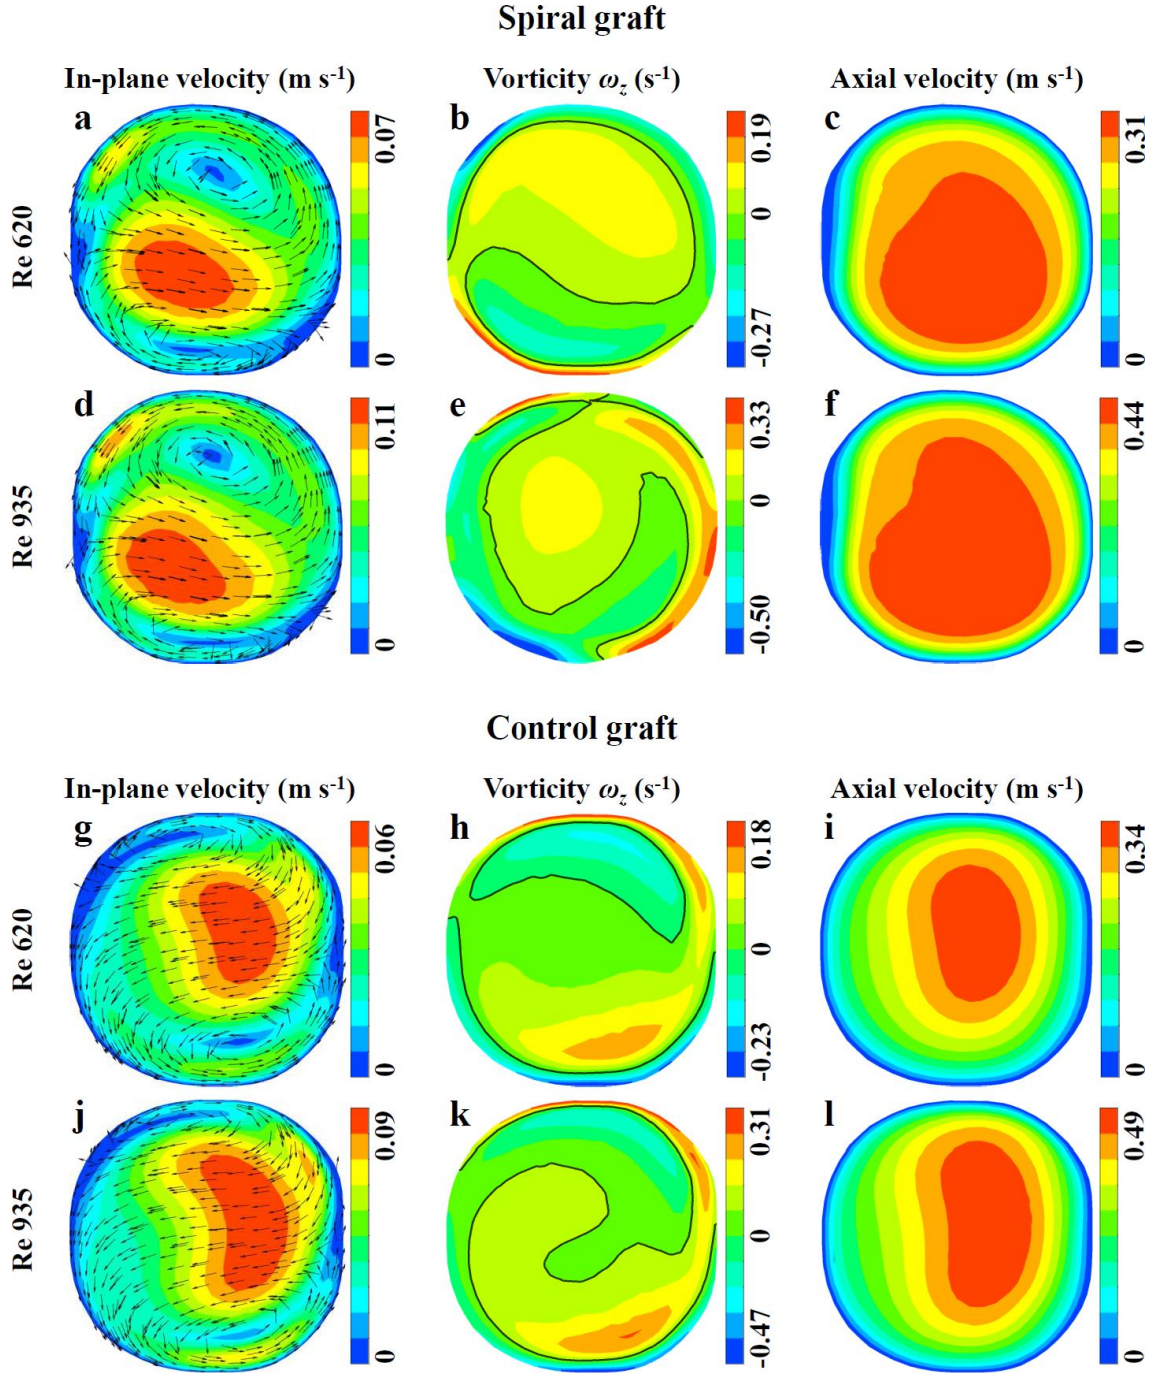 Spiral graft
In-plane velocity (m s⁻¹) Vorticity ω_z (s⁻¹) Axial velocity (m s⁻¹)
Re 620
a 0.07 0
b 0.19 0 -0.27
c 0.31 0
Re 935
d 0.11 0
e 0.33 0 -0.50
f 0.44 0
Control graft
In-plane velocity (m s⁻¹) Vorticity ω_z (s⁻¹) Axial velocity (m s⁻¹)
Re 620
g 0.06 0
h 0.18 0 -0.23
i 0.34 0
Re 935
j 0.09 0
k 0.31 0 -0.47
l 0.49 0